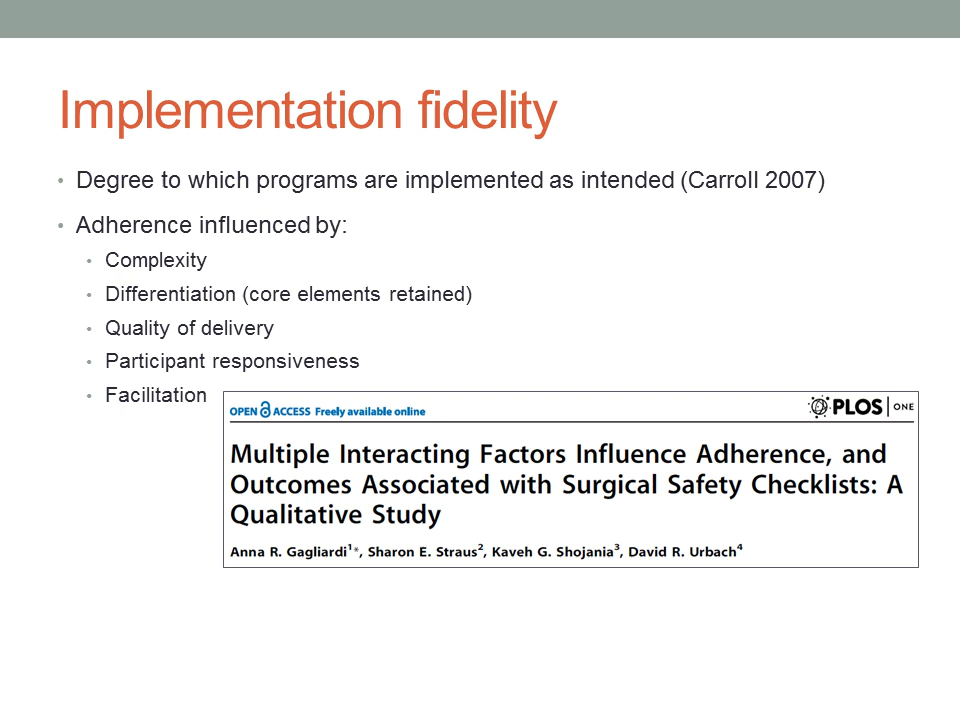 Implementation fidelity
• Degree to which programs are implemented as intended (Carroll 2007)
• Adherence influenced by:
• Complexity
• Differentiation (core elements retained)
• Quality of delivery
• Participant responsiveness
• Facilitation
OPEN ACCESS Freely available online
PLOS | ONE
Multiple Interacting Factors Influence Adherence, and
Outcomes Associated with Surgical Safety Checklists: A
Qualitative Study
Anna R. Gagliardi1*, Sharon E. Straus2, Kaveh G. Shojania3, David R. Urbach4